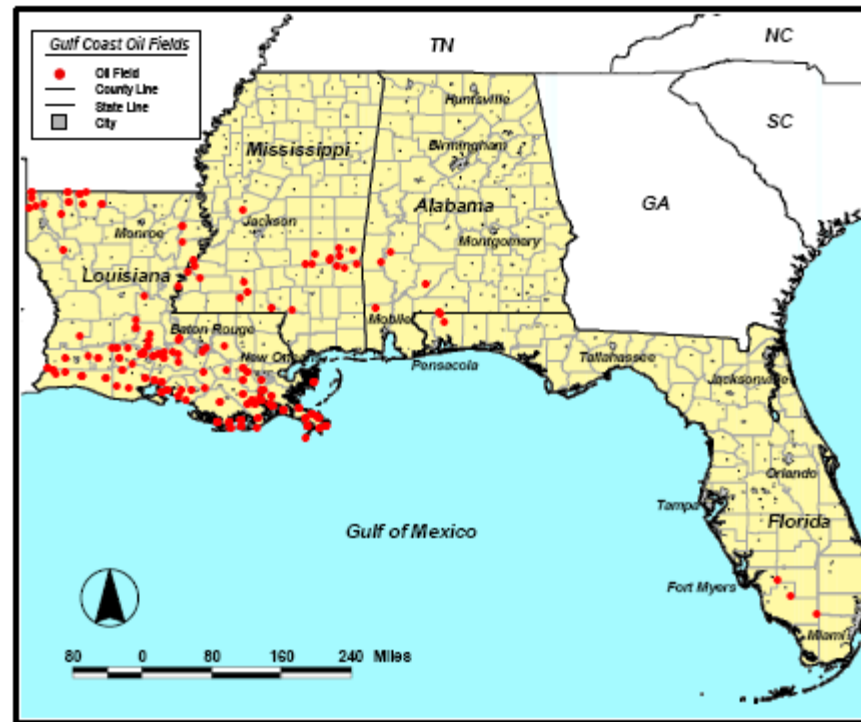 Gulf Coast Oil Fields
Oil Field
County Line
State Line
City
TN
NC
SC
GA
Huntsville
Birmingham
Mississippi
Alabama
Jackson
Montgomery
Monroe
Louisiana
Baton Rouge
Mobile
New Orleans
Pensacola
Tallahassee
Jacksonville
Orlando
Tampa
Florida
Gulf of Mexico
Fort Myers
Miami
80 0 80 160 240 Miles